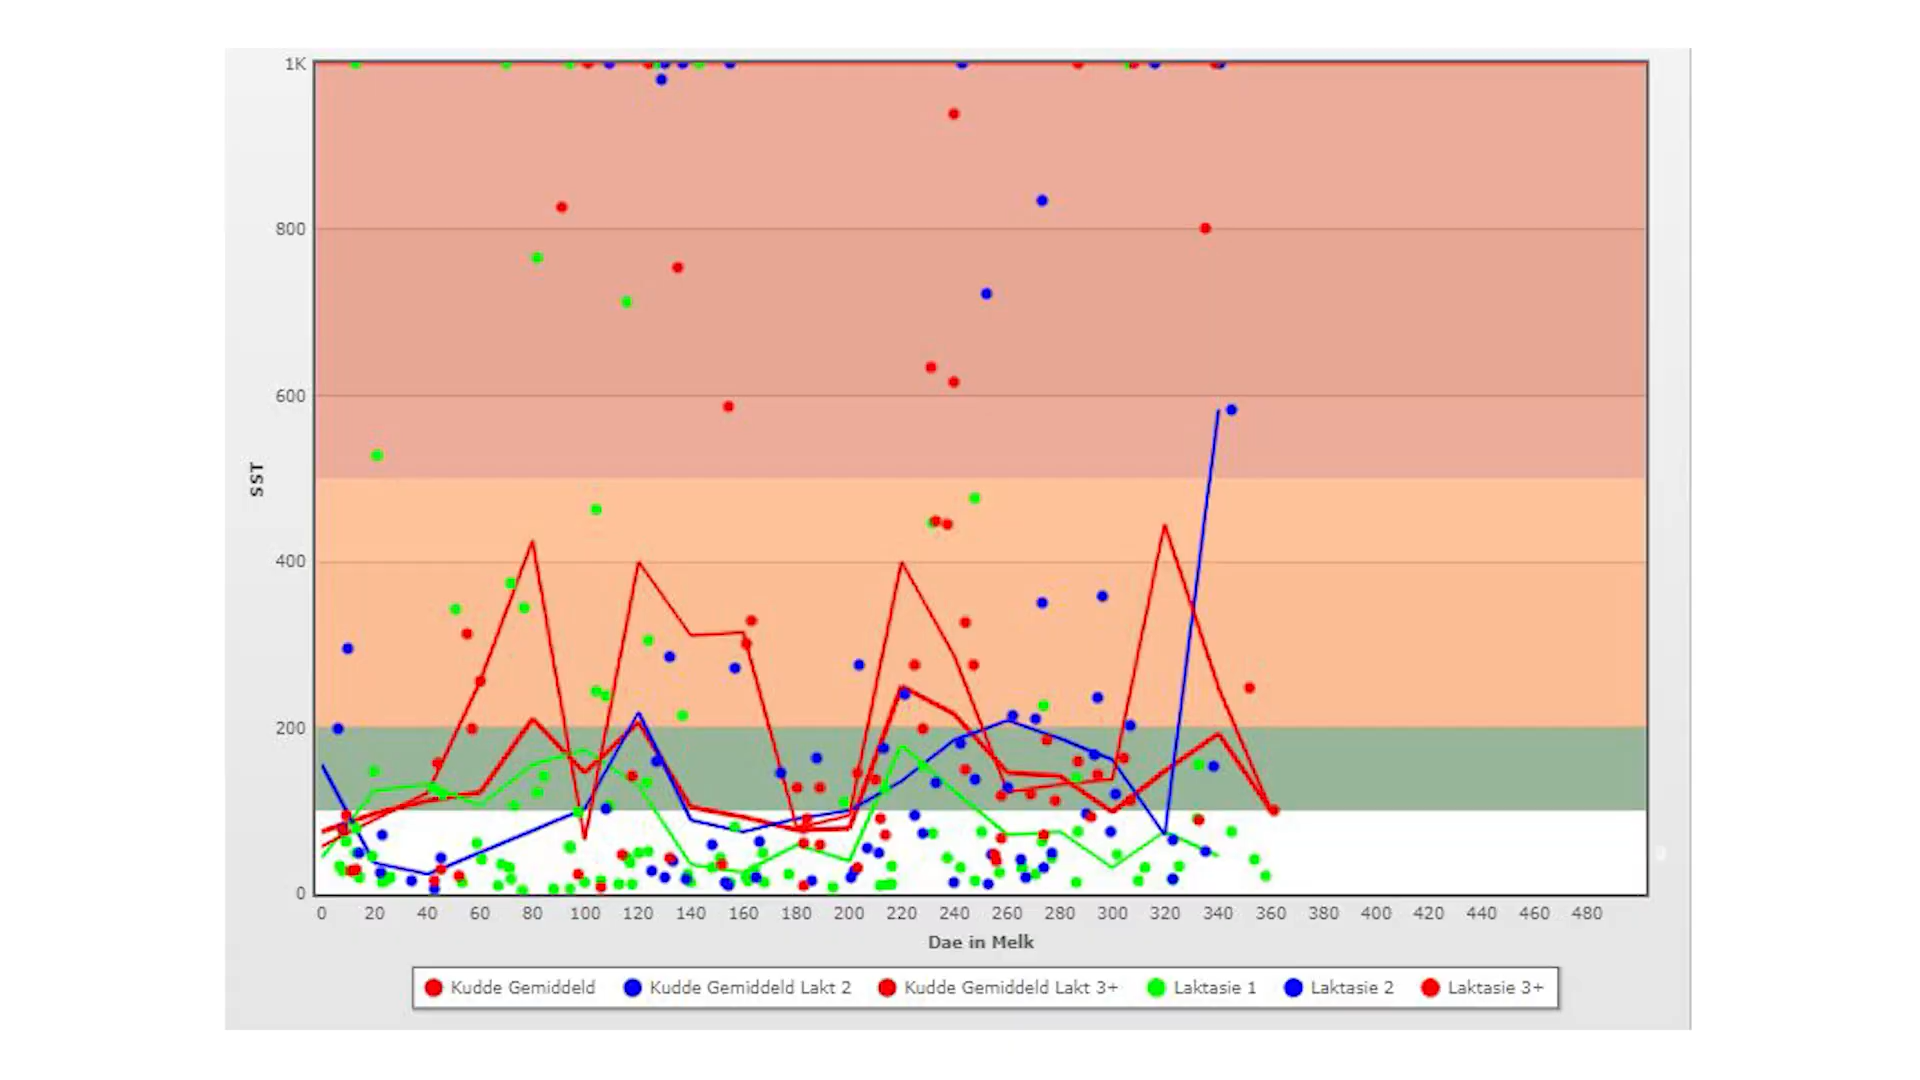 1K
800
600
400
200
0
SST
0 20 40 60 80 100 120 140 160 180 200 220 240 260 280 300 320 340 360 380 400 420 440 460 480
Dae in Melk
Kudde Gemiddeld Kudde Gemiddeld Lakt 2 Kudde Gemiddeld Lakt 3+ Laktasie 1 Laktasie 2 Laktasie 3+